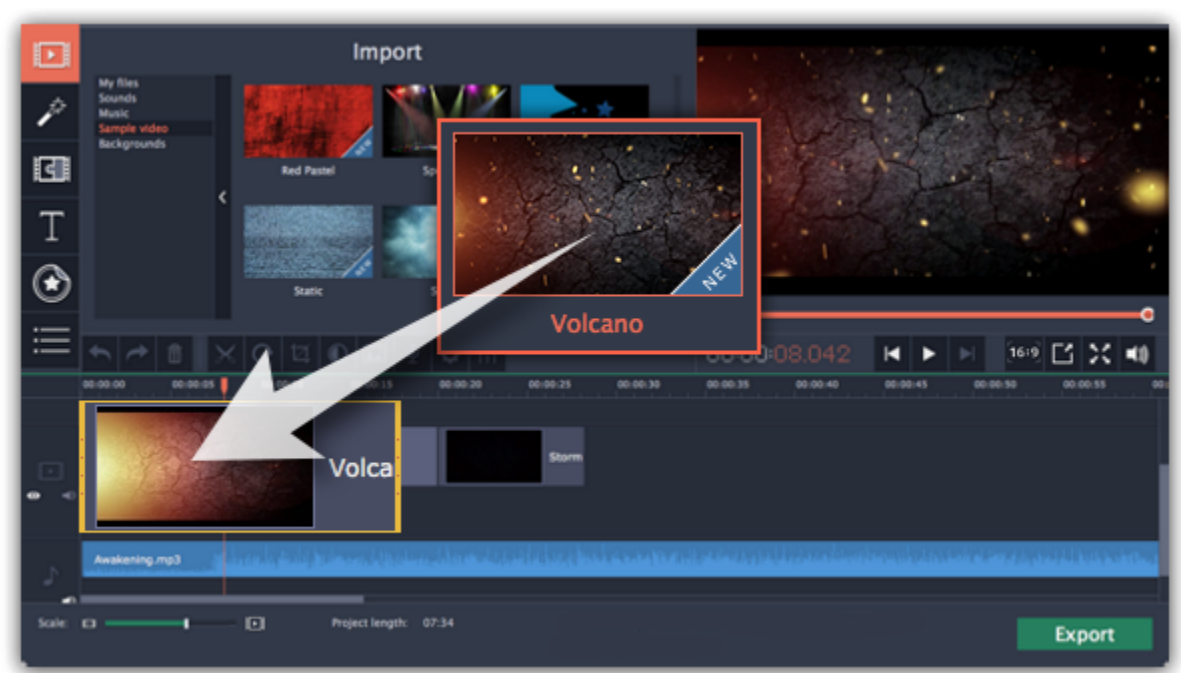 Import
My files
Sounds
Music
Sample video
Backgrounds
NEW
Red Pastel
Sp
Static
S
NEW
Volcano
08.042
16:9
T
00:00:00 00:00:05 :15 00:00:20 00:00:25 00:00:30 00:00:35 00:00:40 00:00:45 00:00:50 00:00:55 00:
Volca
Storm
Awakening.mp3
Scale:
Project length: 07:34
Export